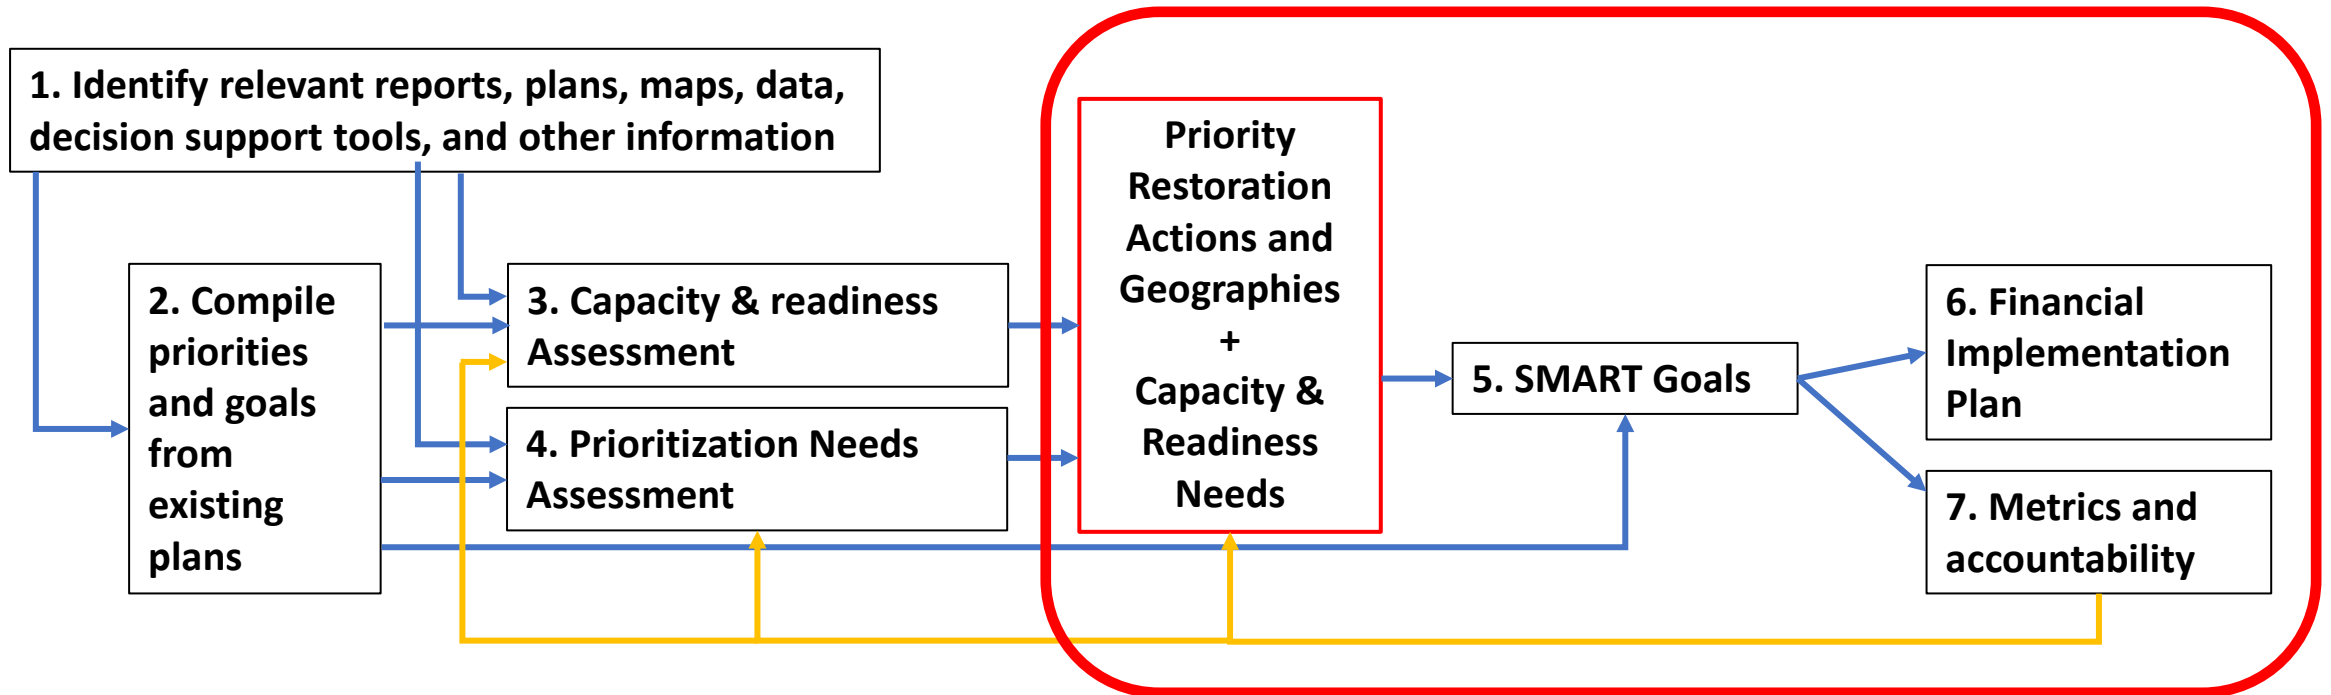 1. Identify relevant reports, plans, maps, data,
decision support tools, and other information
2. Compile
priorities
and goals
from
existing
plans
3. Capacity & readiness
Assessment
4. Prioritization Needs
Assessment
Priority
Restoration
Actions and
Geographies
+
Capacity &
Readiness
Needs
5. SMART Goals
6. Financial
Implementation
Plan
7. Metrics and
accountability